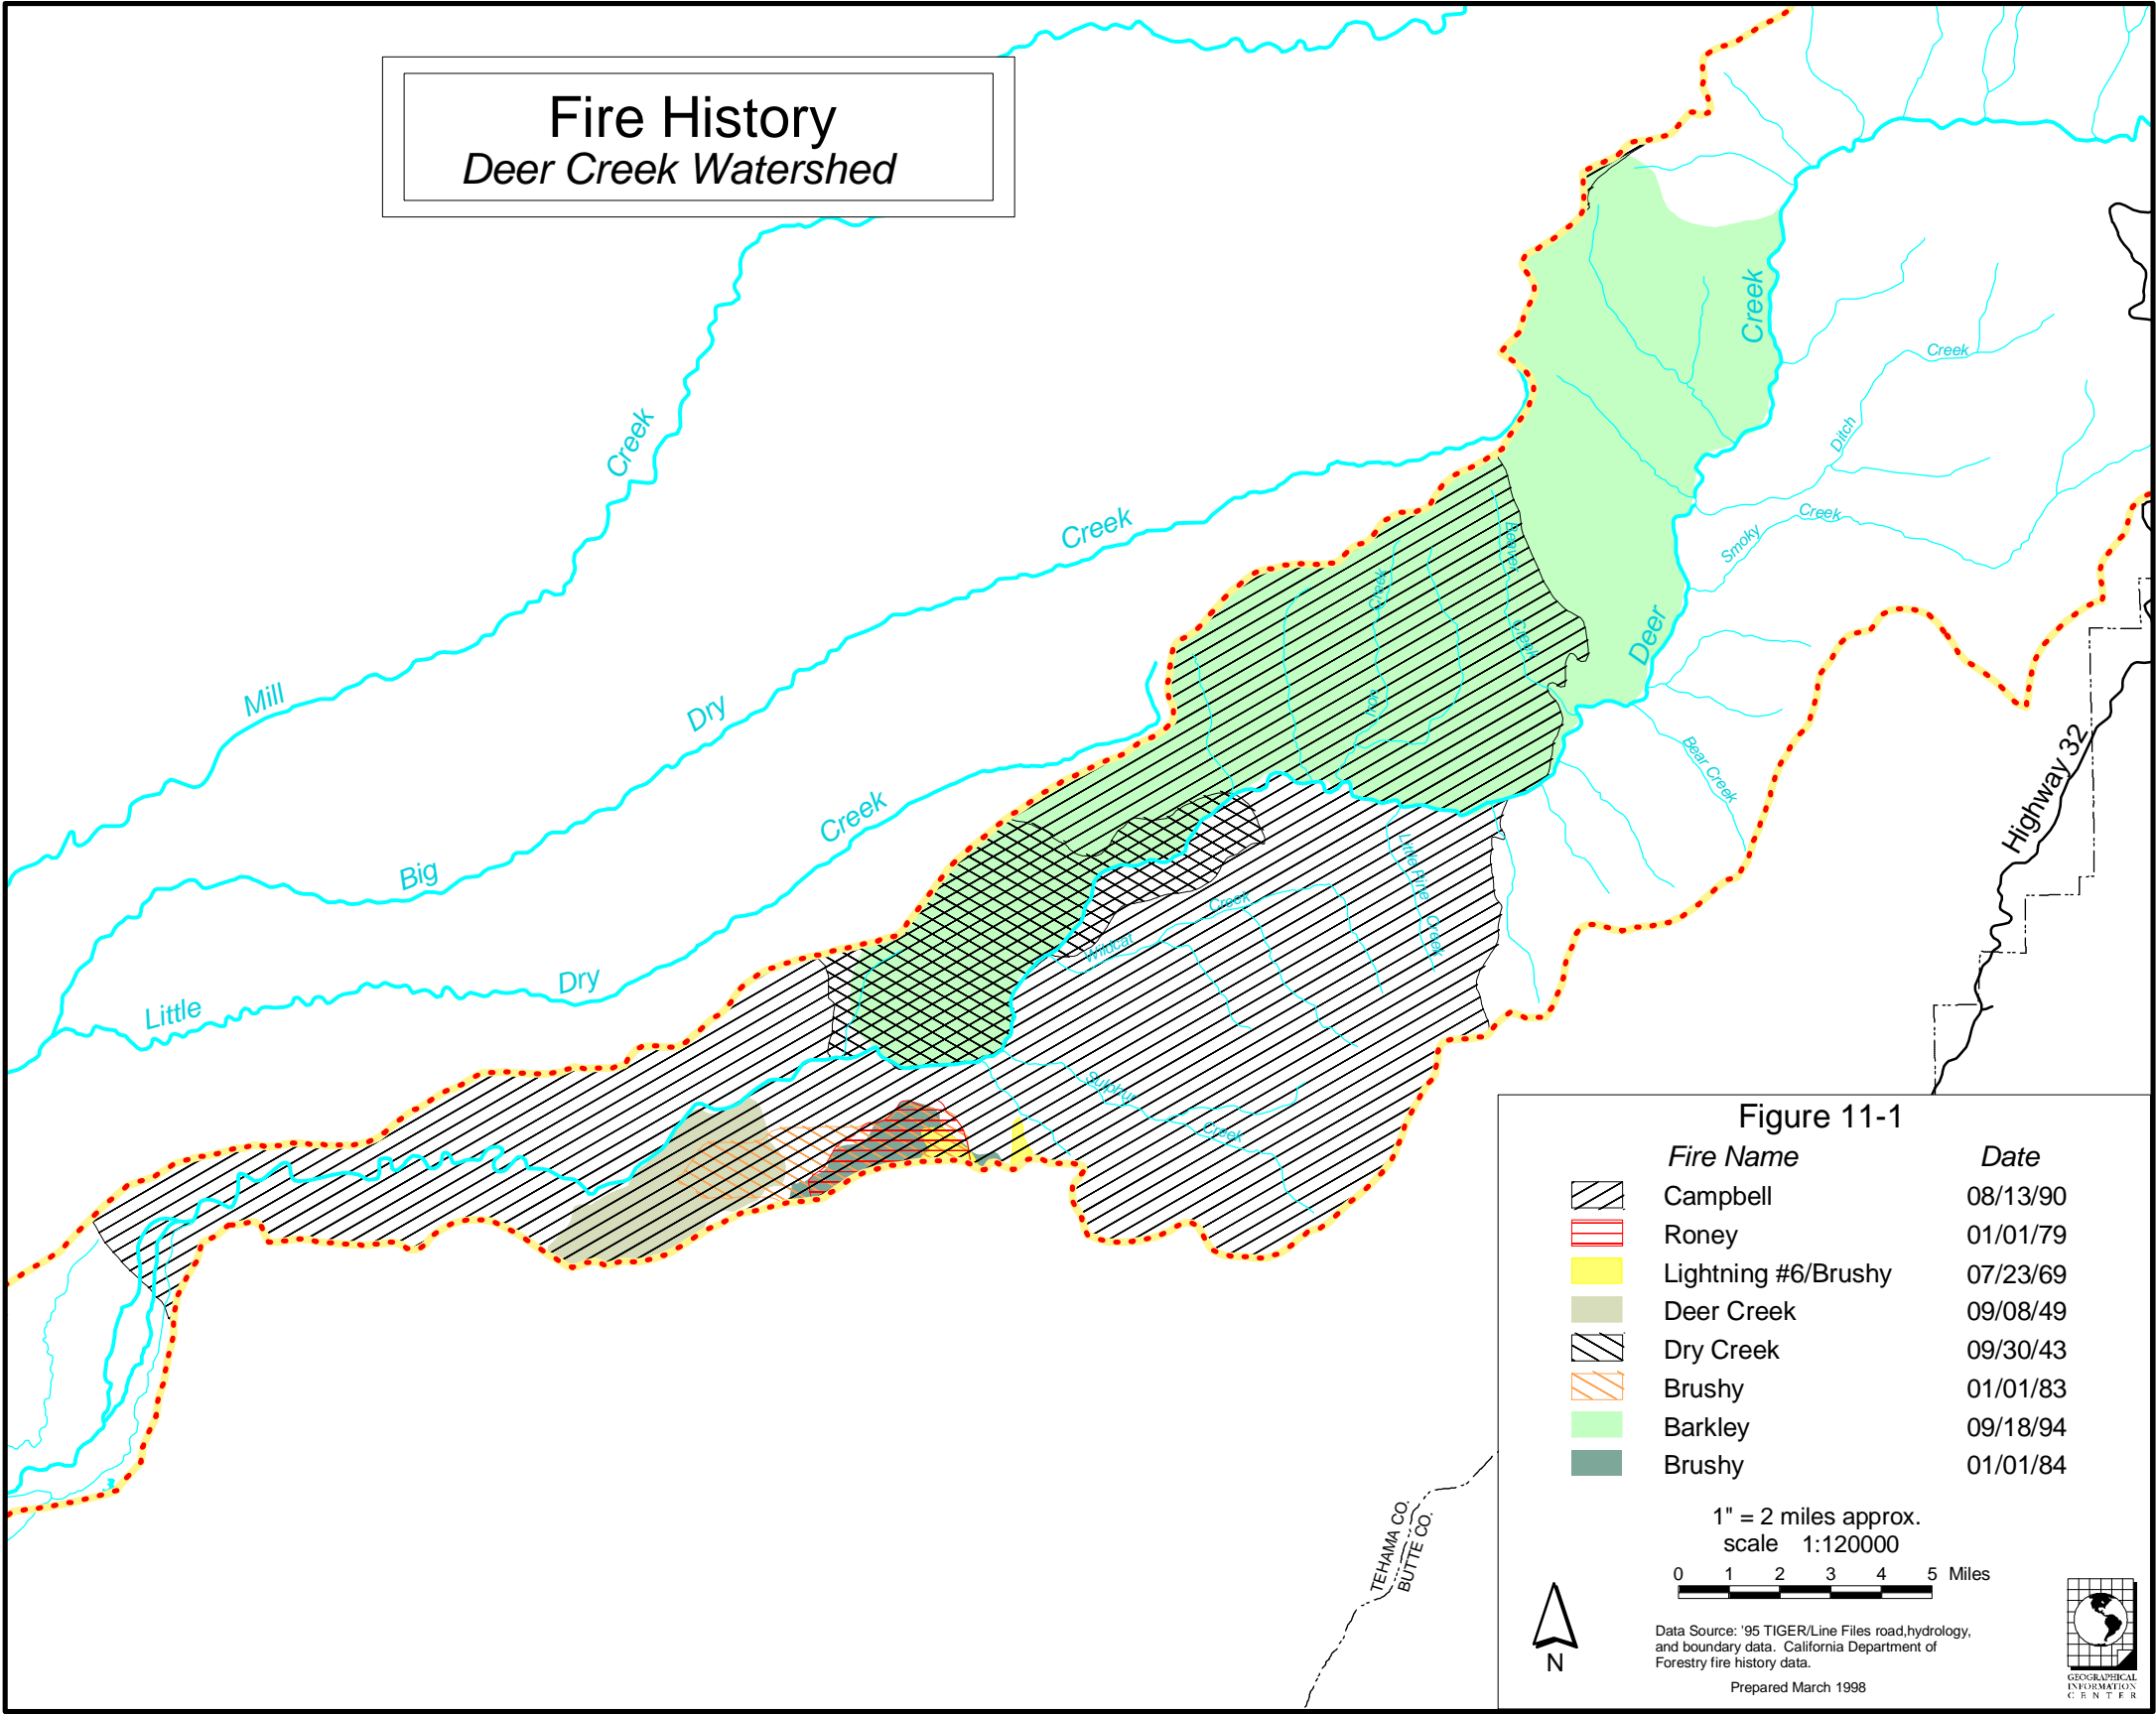 Fire History
Deer Creek Watershed
Creek
Creek
Creek
Ditch
Creek
Smoky
Creek
Creek
Mill
Big
Dry
Creek
Little
Dry
Creek
Deer
Beaver
Creek
Iron
Creek
Bear Creek
Highway 32
Little Pine Creek
Wildcat
Creek
Sulphur
Creek
TEHAMA CO.
BUTTE CO.
Figure 11-1
Fire Name Date
Campbell 08/13/90
Roney 01/01/79
Lightning #6/Brushy 07/23/69
Deer Creek 09/08/49
Dry Creek 09/30/43
Brushy 01/01/83
Barkley 09/18/94
Brushy 01/01/84
1" = 2 miles approx.
scale 1:120000
0 1 2 3 4 5 Miles
N
Data Source: '95 TIGER/Line Files road,hydrology,
and boundary data. California Department of
Forestry fire history data.
Prepared March 1998
GEOGRAPHICAL
INFORMATION
CENTER